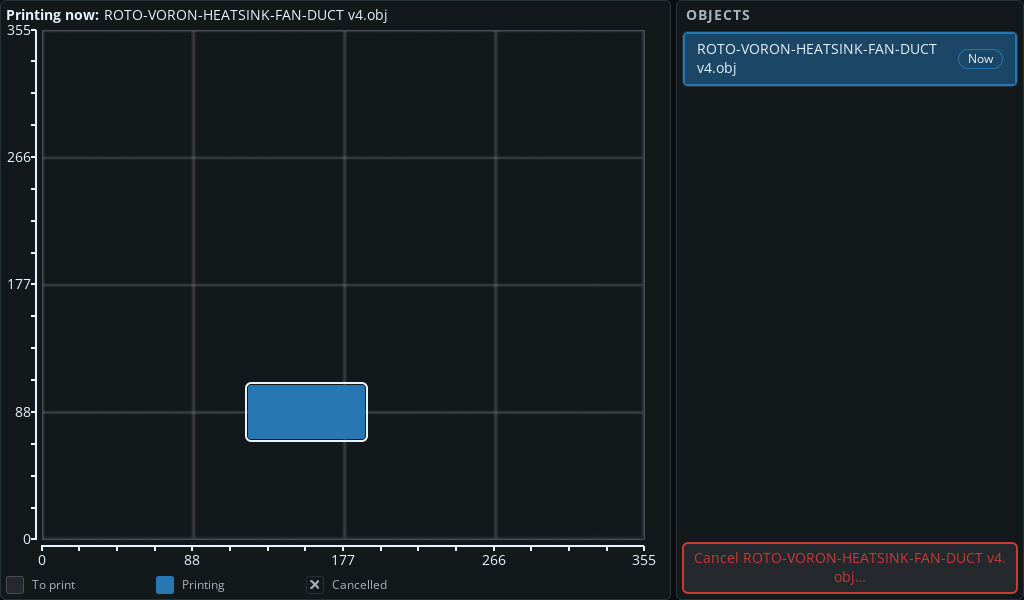 Printing now: ROTO-VORON-HEATSINK-FAN-DUCT v4.obj
355
266
177
88
0
0 88 177 266 355
To print Printing Cancelled
OBJECTS
ROTO-VORON-HEATSINK-FAN-DUCT
v4.obj
Now
Cancel ROTO-VORON-HEATSINK-FAN-DUCT v4.
obj...